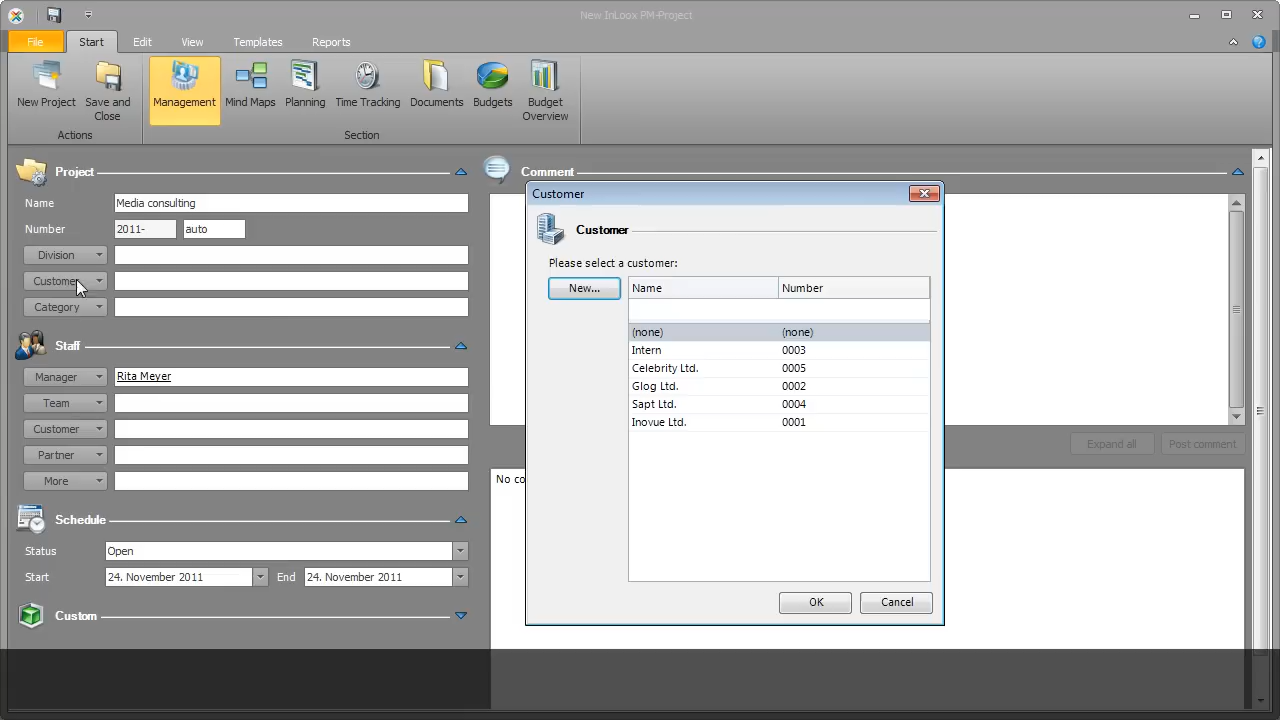 New InLoox PM-Project
File Start Edit View Templates Reports
New Project
Save and Close
Management
Mind Maps
Planning
Time Tracking
Documents
Budgets
Budget Overview
Actions
Section
Project
Name Media consulting
Number 2011- auto
Division
Customer
Category
Staff
Manager Rita Meyer
Team
Customer
Partner
More
Schedule
Status Open
Start 24. November 2011 End 24. November 2011
Custom
Comment
Expand all Post comment
No co
Customer
Customer
Please select a customer:
New...
Name Number
(none) (none)
Intern 0003
Celebrity Ltd. 0005
Glog Ltd. 0002
Sapt Ltd. 0004
Inovue Ltd. 0001
OK Cancel